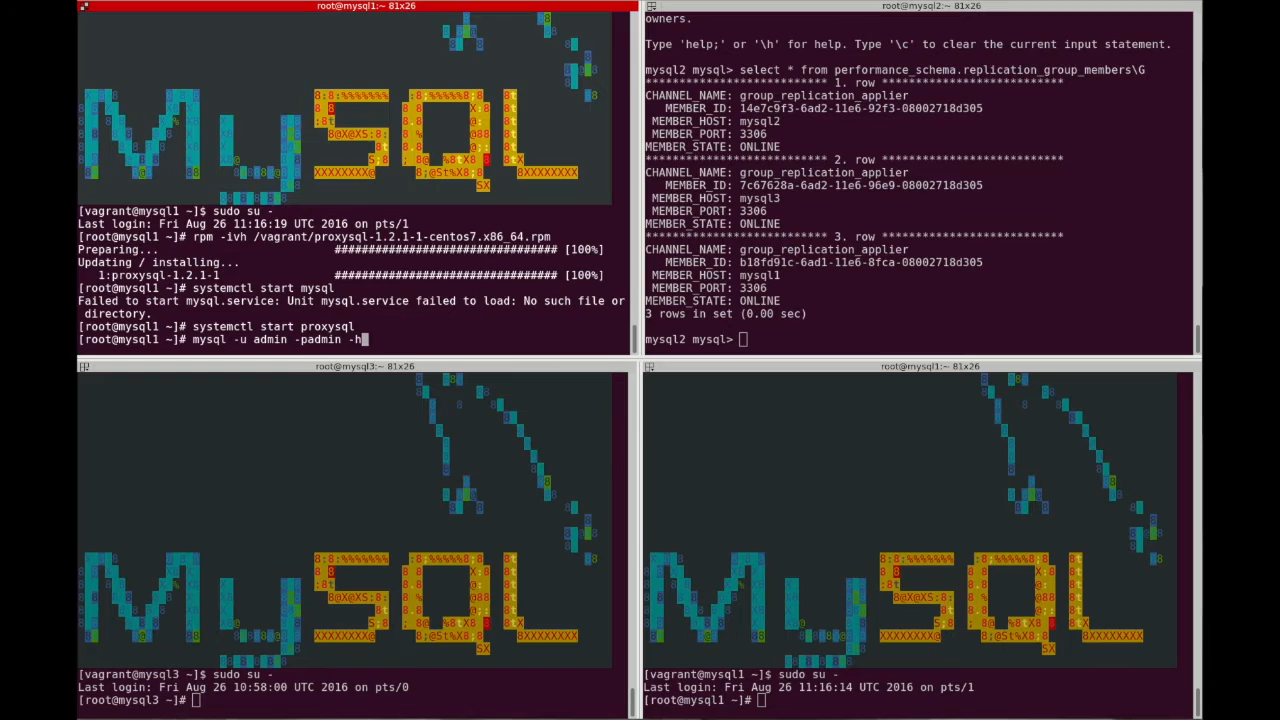 root@mysql1:~ 81x26
[vagrant@mysql1 ~]$ sudo su -
Last login: Fri Aug 26 11:16:19 UTC 2016 on pts/1
[root@mysql1 ~]# rpm -ivh /vagrant/proxysql-1.2.1-1-centos7.x86_64.rpm
Preparing... ################################# [100%]
Updating / installing...
1:proxysql-1.2.1-1 ################################# [100%]
[root@mysql1 ~]# systemctl start mysql
Failed to start mysql.service: Unit mysql.service failed to load: No such file or
directory.
[root@mysql1 ~]# systemctl start proxysql
[root@mysql1 ~]# mysql -u admin -padmin -h
root@mysql2:~ 81x26
owners.
Type 'help;' or '\h' for help. Type '\c' to clear the current input statement.
mysql2 mysql> select * from performance_schema.replication_group_members\G
*************************** 1. row ***************************
CHANNEL_NAME: group_replication_applier
MEMBER_ID: 14e7c9f3-6ad2-11e6-92f3-08002718d305
MEMBER_HOST: mysql2
MEMBER_PORT: 3306
MEMBER_STATE: ONLINE
*************************** 2. row ***************************
CHANNEL_NAME: group_replication_applier
MEMBER_ID: 7c67628a-6ad2-11e6-96e9-08002718d305
MEMBER_HOST: mysql3
MEMBER_PORT: 3306
MEMBER_STATE: ONLINE
*************************** 3. row ***************************
CHANNEL_NAME: group_replication_applier
MEMBER_ID: b18fd91c-6ad1-11e6-8fca-08002718d305
MEMBER_HOST: mysql1
MEMBER_PORT: 3306
MEMBER_STATE: ONLINE
3 rows in set (0.00 sec)
mysql2 mysql>
root@mysql3:~ 81x26
MySQL
[vagrant@mysql3 ~]$ sudo su -
Last login: Fri Aug 26 10:58:00 UTC 2016 on pts/0
[root@mysql3 ~]#
root@mysql1:~ 81x26
MySQL
[vagrant@mysql1 ~]$ sudo su -
Last login: Fri Aug 26 11:16:14 UTC 2016 on pts/1
[root@mysql1 ~]#